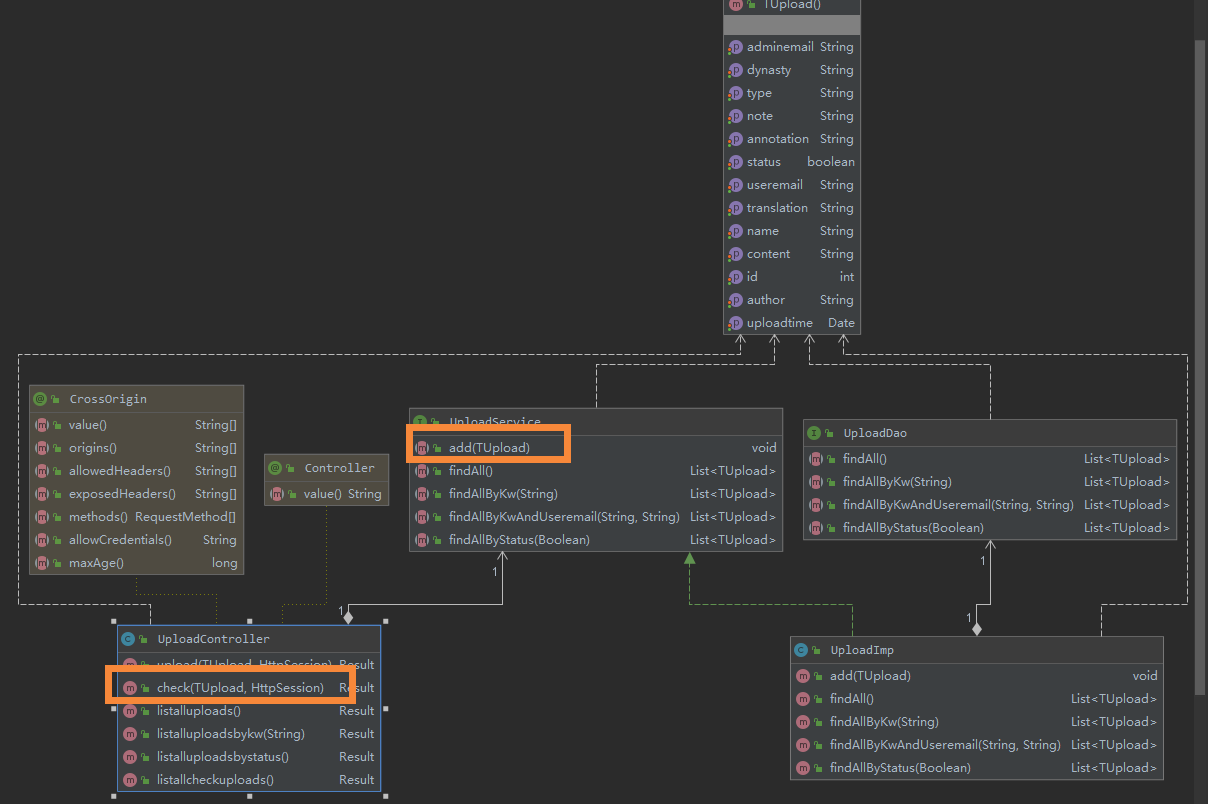 TUpload()
adminemail String
dynasty String
type String
note String
annotation String
status boolean
useremail String
translation String
name String
content String
id int
author String
uploadtime Date
CrossOrigin
value() String[]
origins() String[]
allowedHeaders() String[]
exposedHeaders() String[]
methods() RequestMethod[]
allowCredentials() String
maxAge() long
Controller
value() String
UploadService
add(TUpload) void
findAll() List<TUpload>
findAllByKw(String) List<TUpload>
findAllByKwAndUseremail(String, String) List<TUpload>
findAllByStatus(Boolean) List<TUpload>
UploadDao
findAll() List<TUpload>
findAllByKw(String) List<TUpload>
findAllByKwAndUseremail(String, String) List<TUpload>
findAllByStatus(Boolean) List<TUpload>
1
1
1
1
UploadController
upload(TUpload, HttpSession) Result
check(TUpload, HttpSession) Result
listalluploads() Result
listalluploadsbykw(String) Result
listalluploadsbystatus() Result
listallcheckuploads() Result
UploadImp
add(TUpload) void
findAll() List<TUpload>
findAllByKw(String) List<TUpload>
findAllByKwAndUseremail(String, String) List<TUpload>
findAllByStatus(Boolean) List<TUpload>